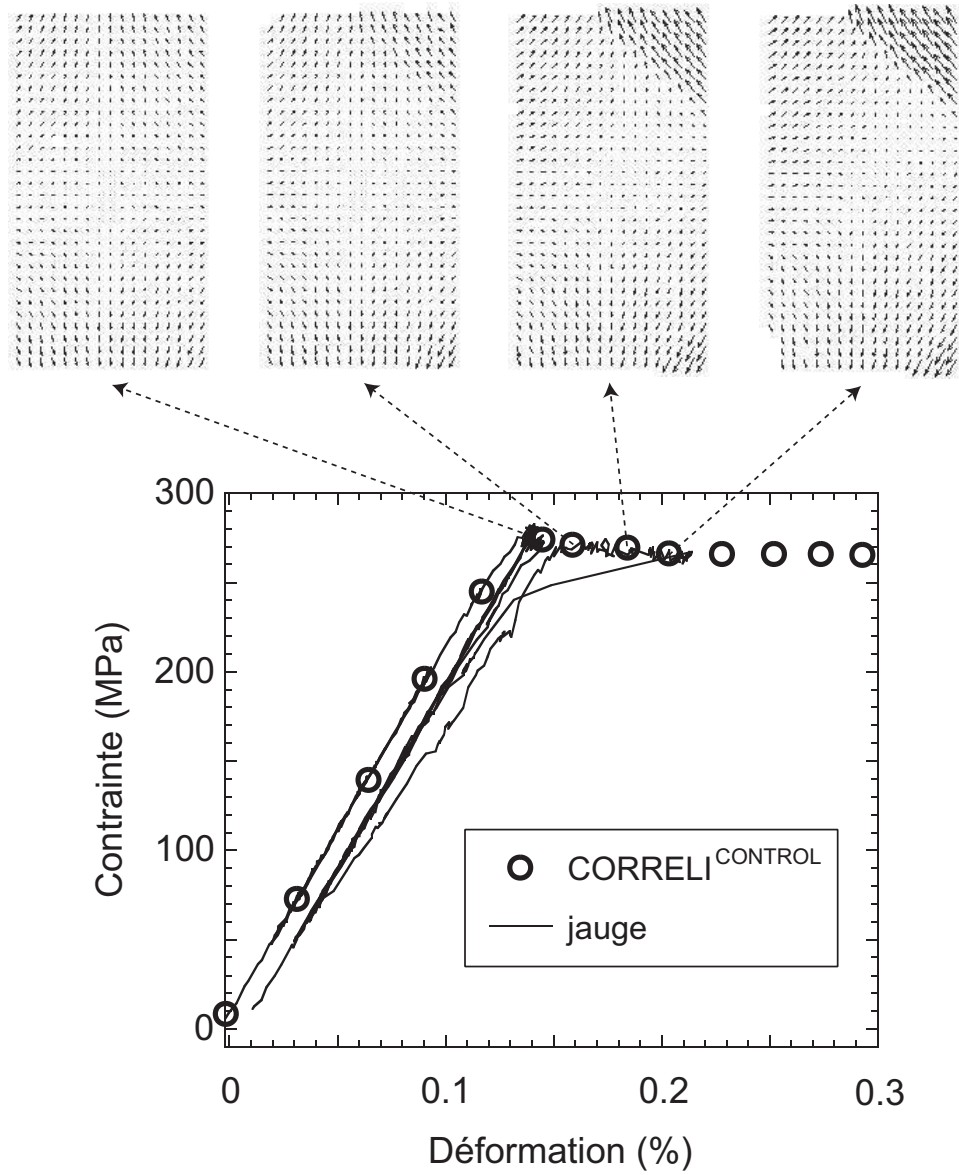 300
200
100
0
Contrainte (MPa)
CORRELI^CONTROL
jauge
0 0.1 0.2 0.3
Déformation (%)